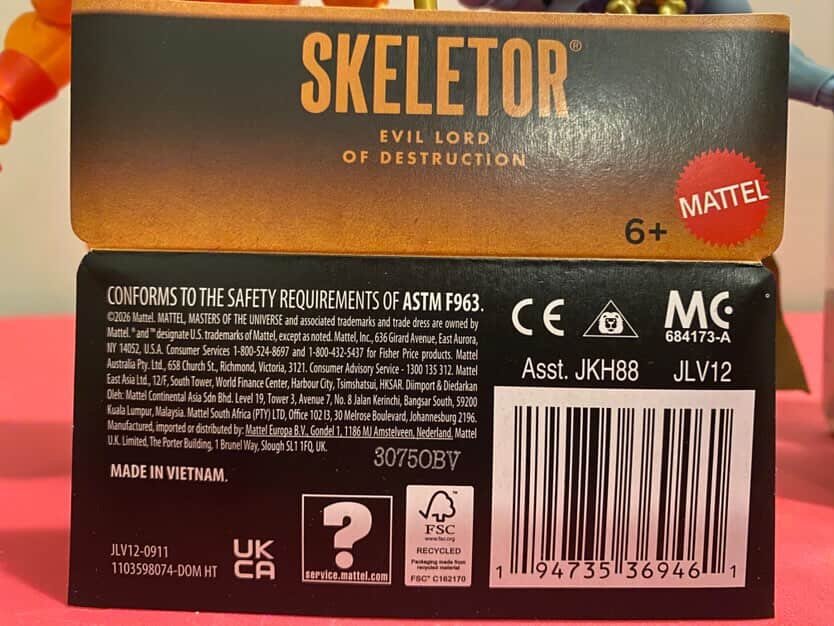 SKELETOR®
EVIL LORD
OF DESTRUCTION
MATTEL
6+
CONFORMS TO THE SAFETY REQUIREMENTS OF ASTM F963.
©2026 Mattel. MATTEL, MASTERS OF THE UNIVERSE and associated trademarks and trade dress are owned by
Mattel. ® and ™ designate U.S. trademarks of Mattel, except as noted. Mattel, Inc., 636 Girard Avenue, East Aurora,
NY 14052, U.S.A. Consumer Services 1-800-524-8697 and 1-800-432-5437 for Fisher Price products. Mattel
Australia Pty. Ltd., 658 Church St., Richmond, Victoria, 3121. Consumer Advisory Service - 1300 135 312. Mattel
East Asia Ltd., 12/F, South Tower, World Finance Center, Harbour City, Tsimshatsui, HKSAR. Diimport & Diedarkan
Oleh: Mattel Continental Asia Sdn Bhd. Level 19, Tower 3, Avenue 7, No. 8 Jalan Kerinchi, Bangsar South, 59200
Kuala Lumpur, Malaysia. Mattel South Africa (PTY) LTD, Office 102 I3, 30 Melrose Boulevard, Johannesburg 2196.
Manufactured, imported or distributed by: Mattel Europa B.V., Gondel 1, 1186 MJ Amstelveen, Nederland. Mattel
U.K. Limited, The Porter Building, 1 Brunel Way, Slough SL1 1FQ, UK.
3075OBV
MADE IN VIETNAM.
JLV12-0911
1103598074-DOM HT
UK
CA
?
service.mattel.com
FSC
www.fsc.org
RECYCLED
Packaging made from
recycled material
FSC® C162170
CE
MC
684173-A
Asst. JKH88 JLV12
1 94735 36946 1